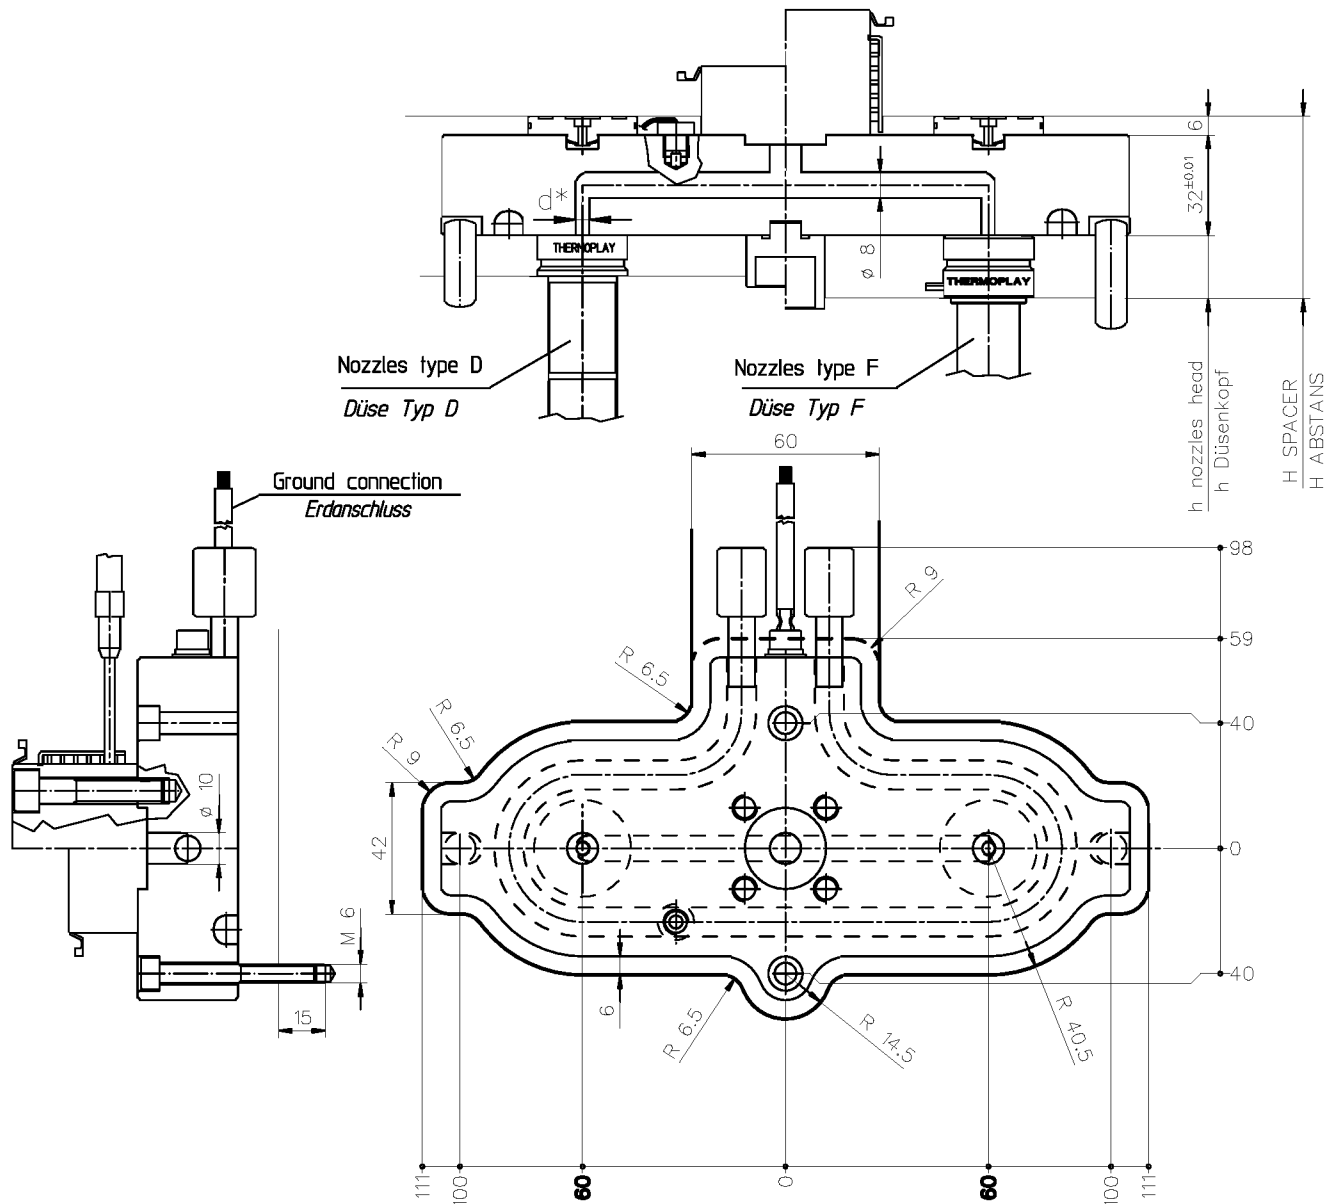 6
32±0.01
d*
THERMOPLAY
ø 8
THERMOPLAY
Nozzles type D
Düse Typ D
Nozzles type F
Düse Typ F
h nozzles head
h Düsenkopf
H SPACER
H ABSTANS
60
Ground connection
Erdanschluss
98
R 9
59
R 6.5
40
R 6.5
R 9
ø 10
42
0
M 6
40
15
6
R 6.5
R 14.5
R 40.5
111
100
60
0
60
100
111